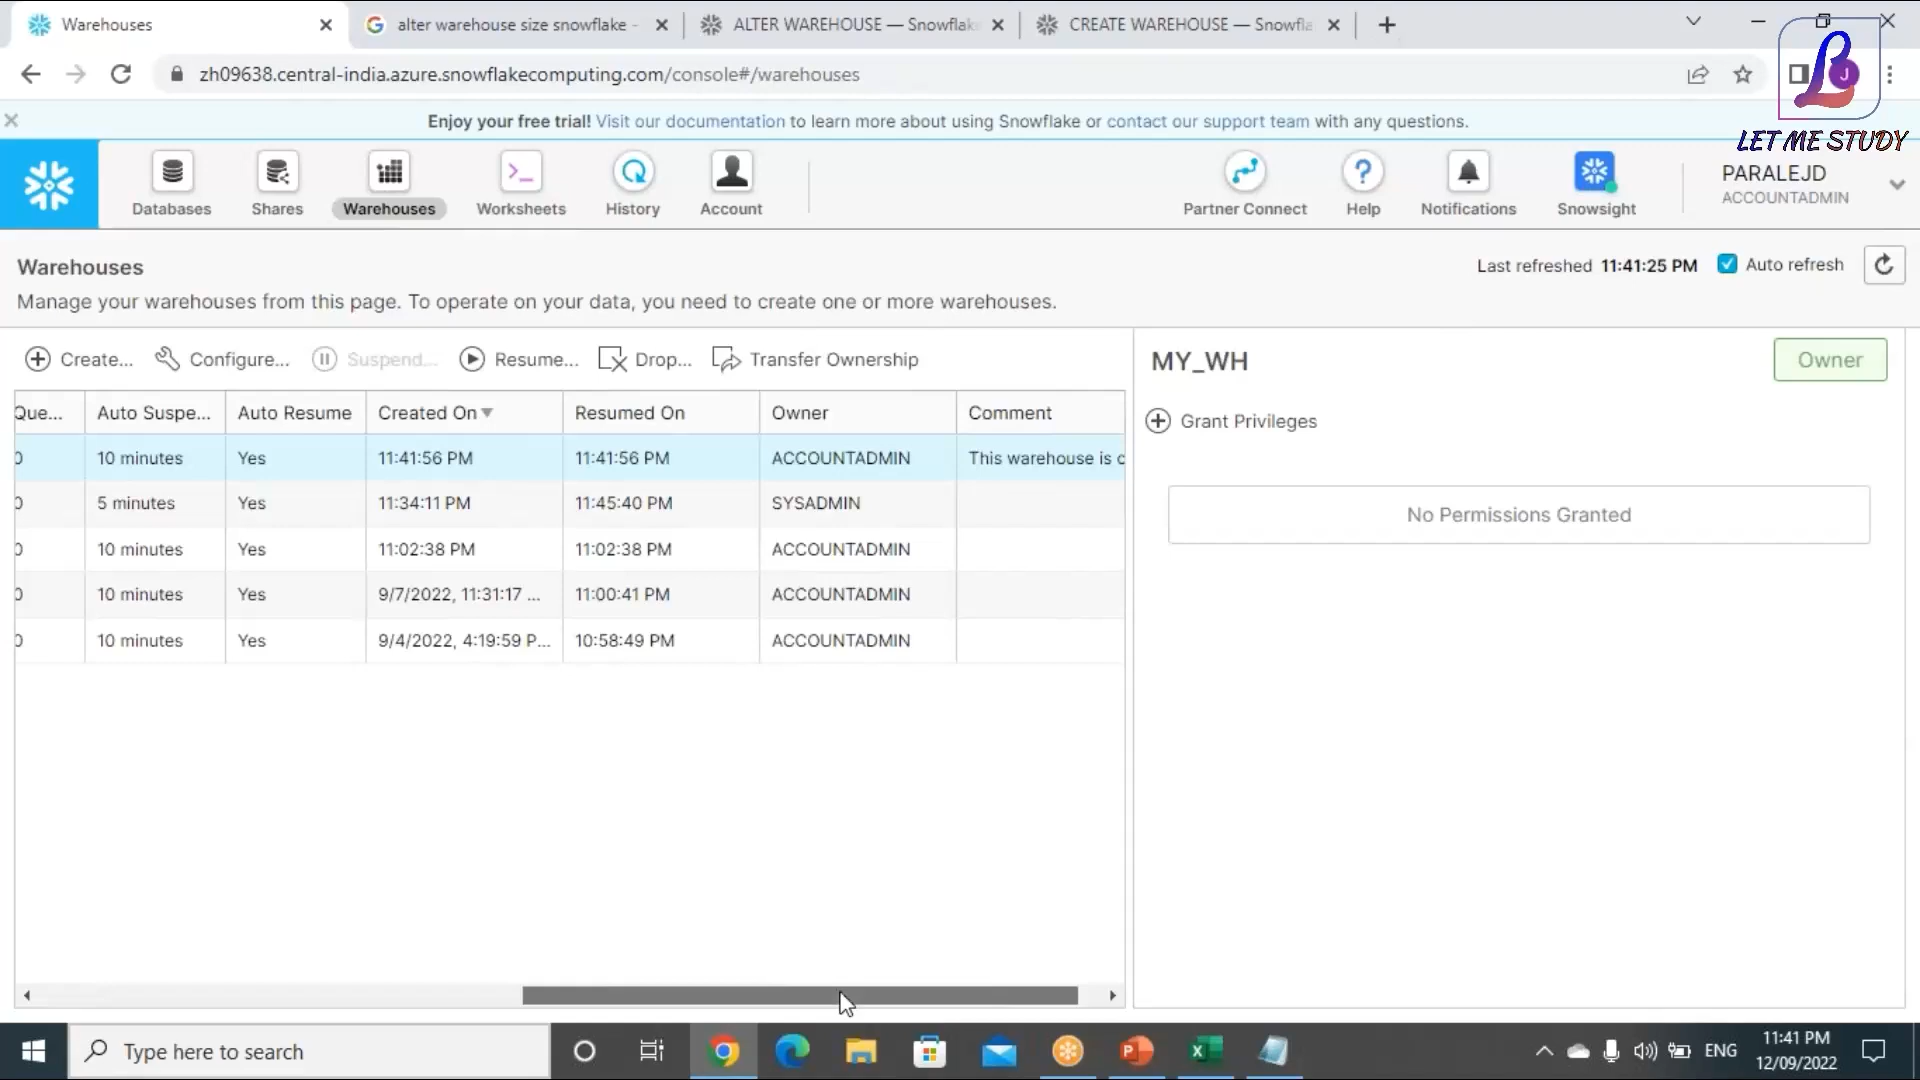 Warehouses
alter warehouse size snowflake -
ALTER WAREHOUSE — Snowflak
CREATE WAREHOUSE — Snowfla
zh09638.central-india.azure.snowflakecomputing.com/console#/warehouses
J
LET ME STUDY
Enjoy your free trial! Visit our documentation to learn more about using Snowflake or contact our support team with any questions.
Databases
Shares
Warehouses
Worksheets
History
Account
Partner Connect
Help
Notifications
Snowsight
PARALEJD
ACCOUNTADMIN
Warehouses
Last refreshed 11:41:25 PM
Auto refresh
Manage your warehouses from this page. To operate on your data, you need to create one or more warehouses.
Create...
Configure...
Suspend...
Resume...
Drop...
Transfer Ownership
MY_WH
Owner
Grant Privileges
No Permissions Granted
Que... Auto Suspe... Auto Resume Created On Resumed On Owner Comment
0 10 minutes Yes 11:41:56 PM 11:41:56 PM ACCOUNTADMIN This warehouse is c
0 5 minutes Yes 11:34:11 PM 11:45:40 PM SYSADMIN
0 10 minutes Yes 11:02:38 PM 11:02:38 PM ACCOUNTADMIN
0 10 minutes Yes 9/7/2022, 11:31:17 ... 11:00:41 PM ACCOUNTADMIN
0 10 minutes Yes 9/4/2022, 4:19:59 P... 10:58:49 PM ACCOUNTADMIN
Type here to search
ENG
11:41 PM
12/09/2022